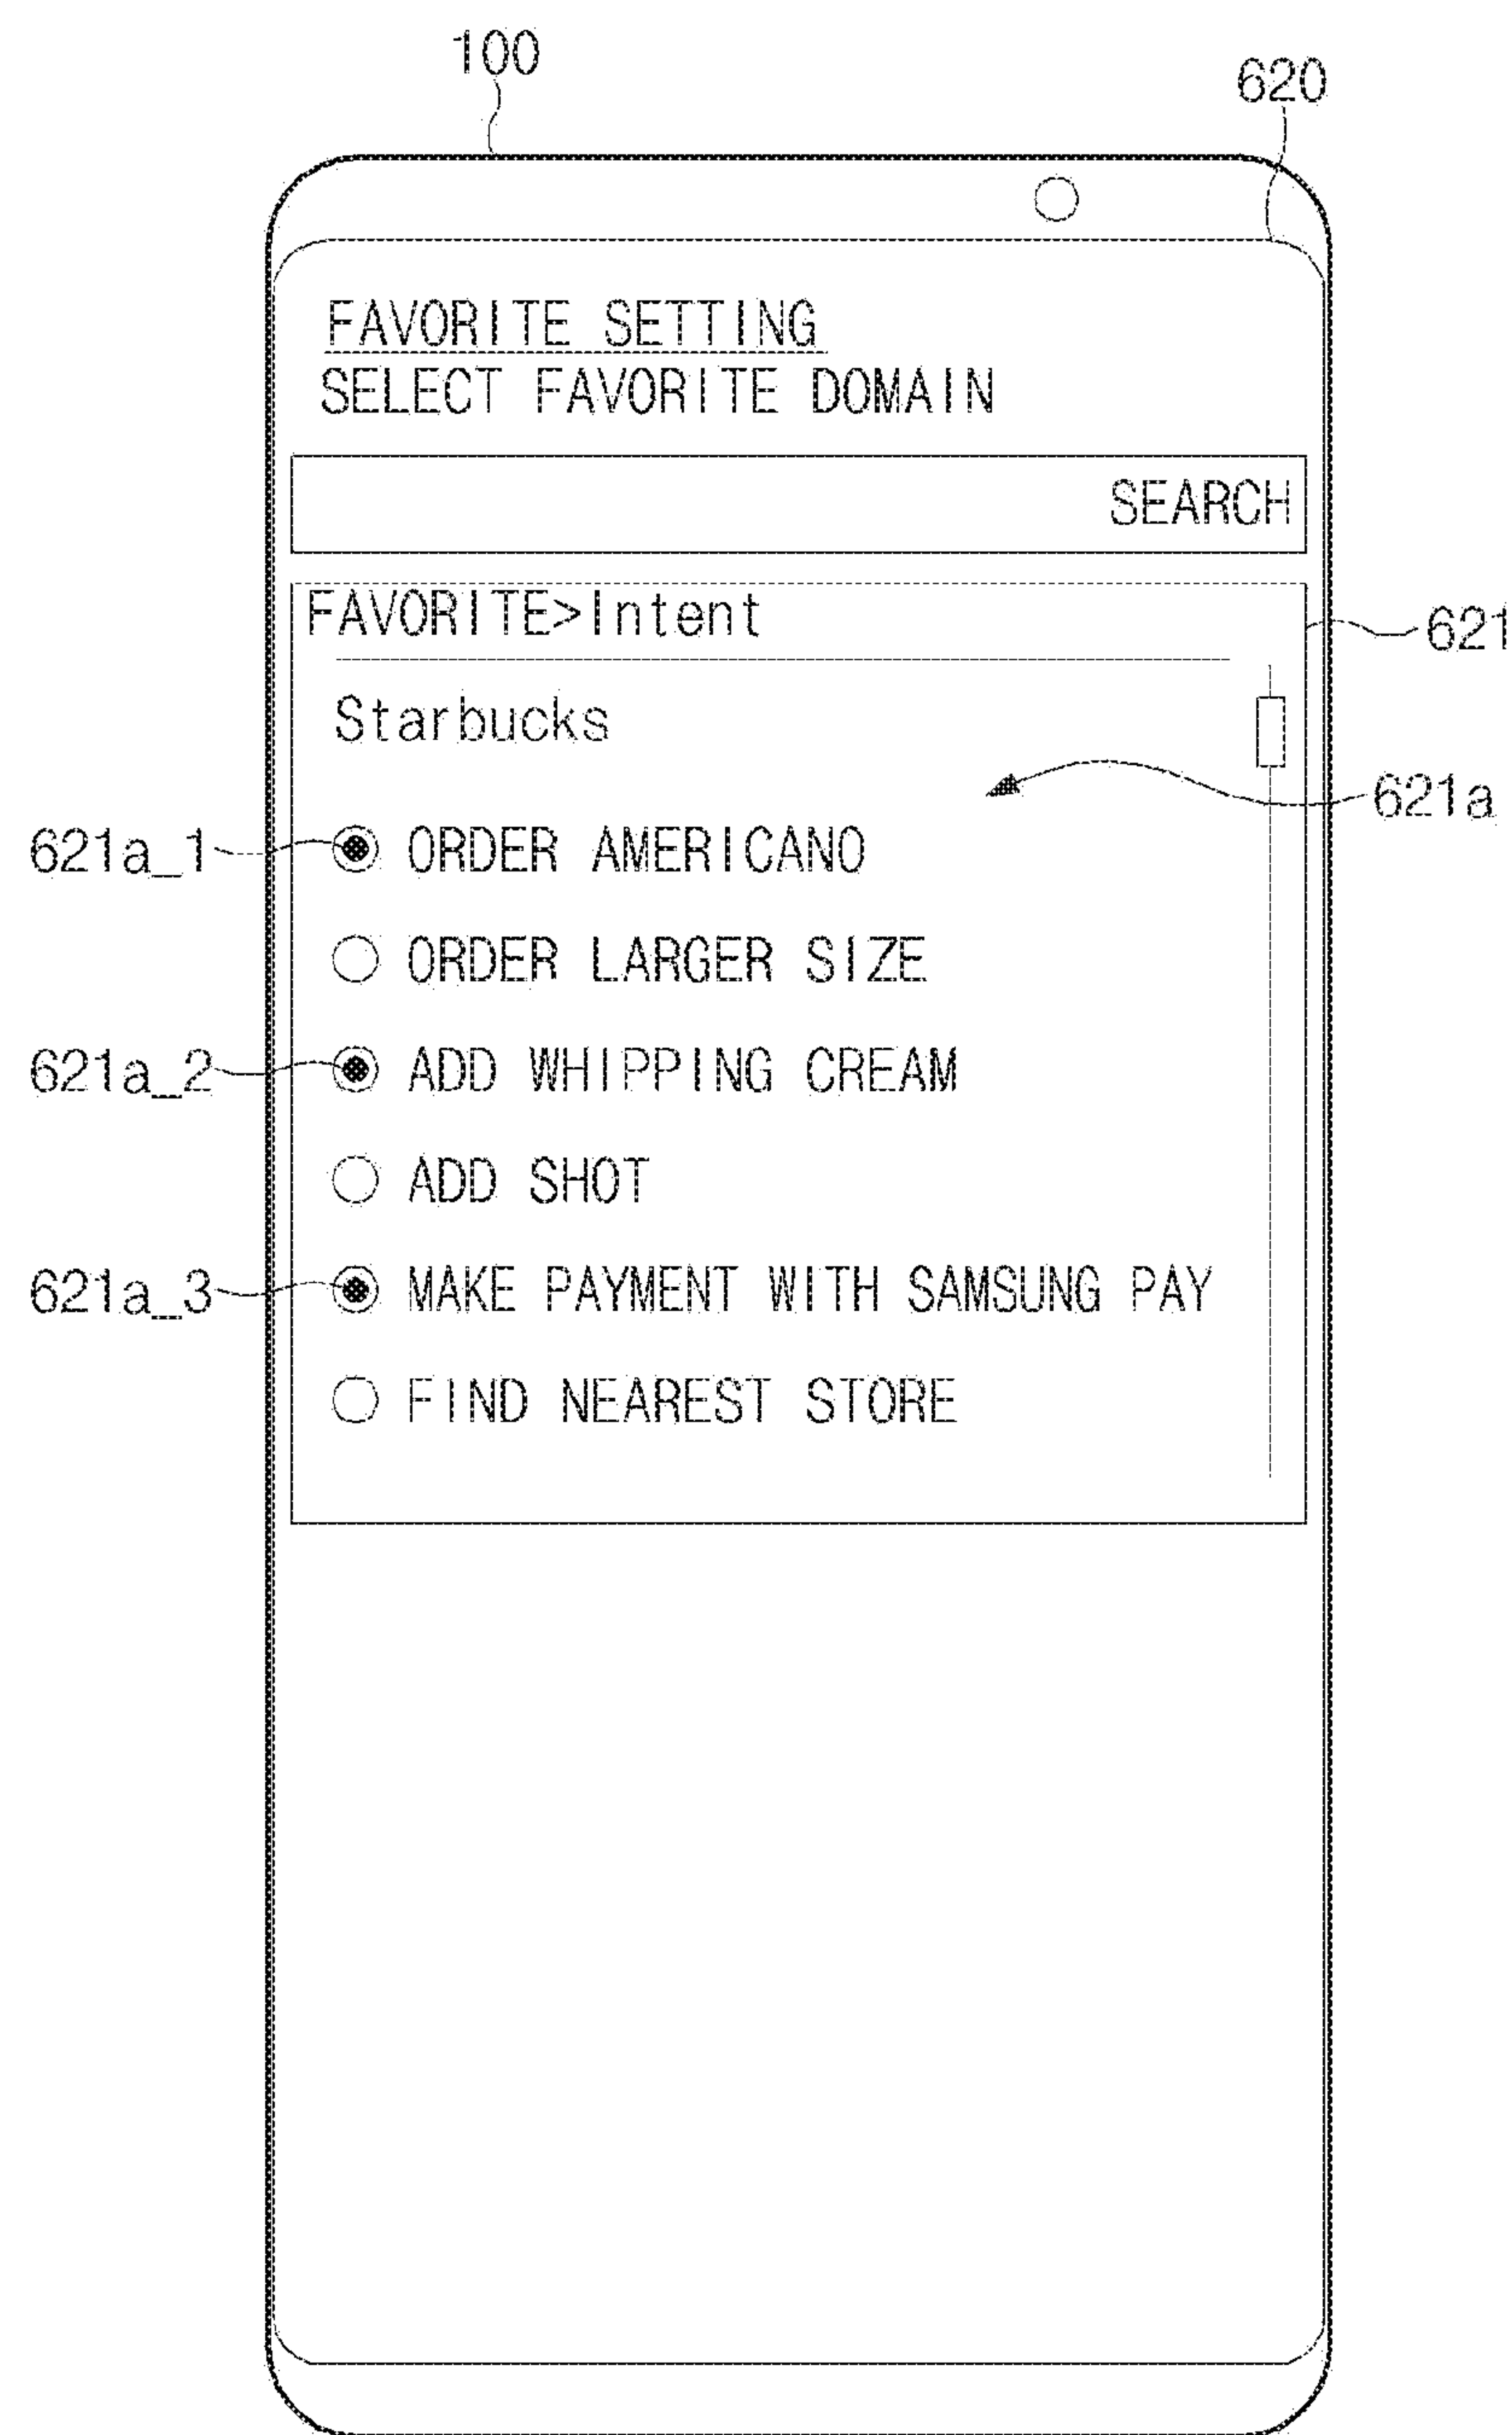 100
620
FAVORITE SETTING
SELECT FAVORITE DOMAIN
SEARCH
FAVORITE>Intent
621
Starbucks
621a
621a_1 ORDER AMERICANO
ORDER LARGER SIZE
621a_2 ADD WHIPPING CREAM
ADD SHOT
621a_3 MAKE PAYMENT WITH SAMSUNG PAY
FIND NEAREST STORE